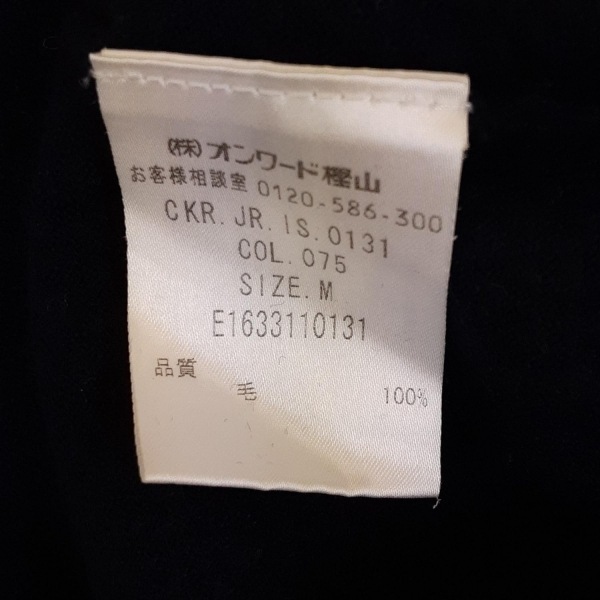 (株)オンワード樫山
お客様相談室 0120-586-300
CKR.JR.IS.0131
COL.075
SIZE.M
E1633110131
品質
毛 100%